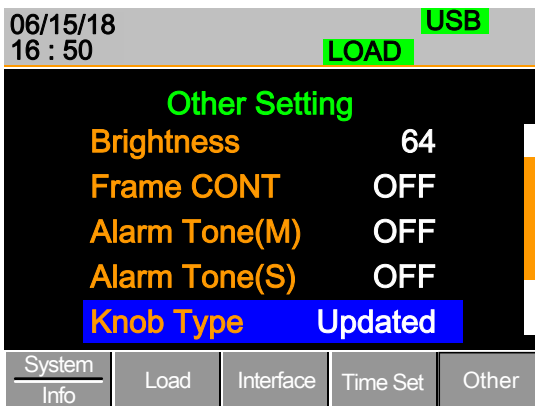 06/15/18 USB
16 : 50 LOAD
Other Setting
Brightness 64
Frame CONT OFF
Alarm Tone(M) OFF
Alarm Tone(S) OFF
Knob Type Updated
System
Info
Load
Interface
Time Set
Other